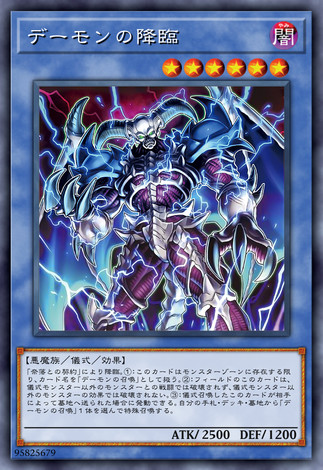 デーモンの降臨
闇
やみ
【悪魔族/儀式/効果】
「奈落との契約」により降臨。①:このカードはモンスターゾーンに存在する限
り、カード名を「デーモンの召喚」として扱う。②:フィールドのこのカードは、
儀式モンスター以外のモンスターとの戦闘では破壊されず、儀式モンスター以
外のモンスターの効果では破壊されない。③:儀式召喚したこのカードが相手
によって墓地へ送られた場合に発動できる。自分の手札・デッキ・墓地から「デ
ーモンの召喚」1体を選んで特殊召喚する。
ATK/ 2500 DEF/ 1200
95825679